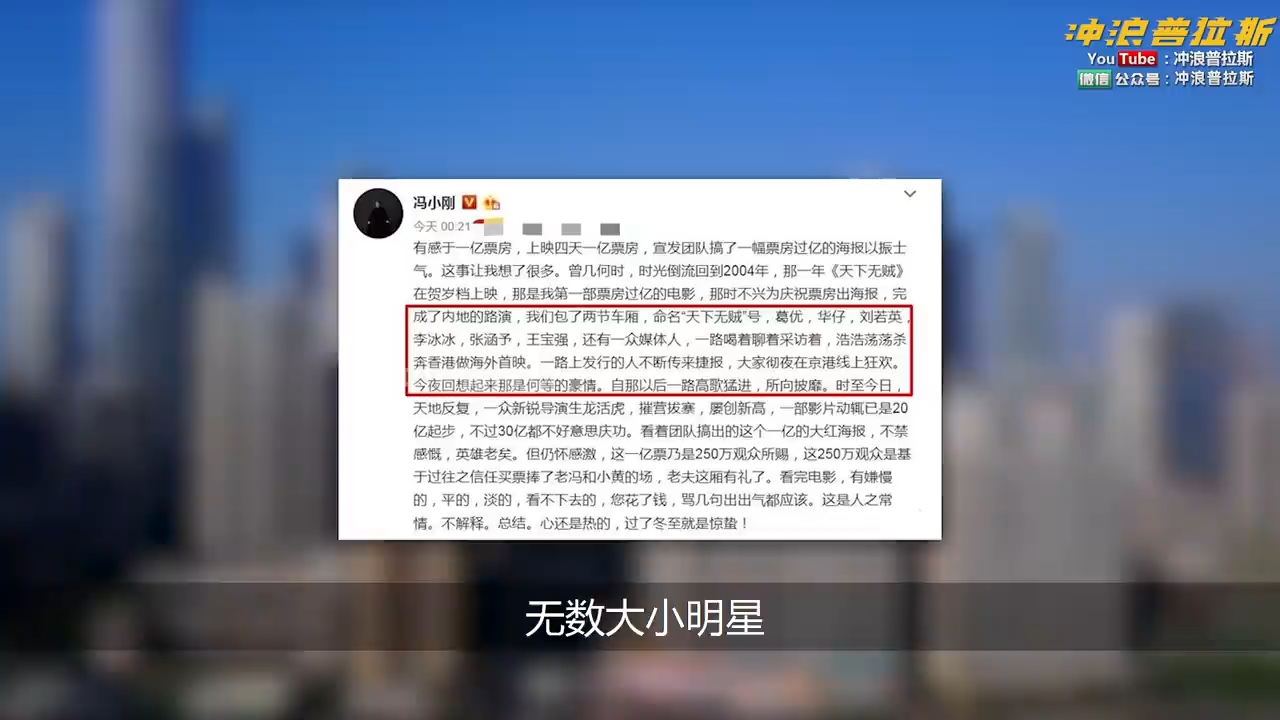 冲浪普拉斯
YouTube：冲浪普拉斯
微信公众号：冲浪普拉斯
冯小刚
今天 00:21
有感于一亿票房，上映四天一亿票房，宣发团队搞了一幅票房过亿的海报以振士
气。这事让我想了很多。曾几何时，时光倒流回到2004年，那一年《天下无贼》
在贺岁档上映，那是我第一部票房过亿的电影，那时不兴为庆祝票房出海报，完
成了内地的路演，我们包了两节车厢，命名“天下无贼”号，葛优，华仔，刘若英，
李冰冰，张涵予，王宝强，还有一众媒体人，一路喝着聊着采访着，浩浩荡荡杀
奔香港做海外首映。一路上发行的人不断传来捷报，大家彻夜在京港线上狂欢。
今夜回想起来那是何等的豪情。自那以后一路高歌猛进，所向披靡。时至今日，
天地反复，一众新锐导演生龙活虎，摧营拔寨，屡创新高，一部影片动辄已是20
亿起步，不过30亿都不好意思庆功。看着团队搞出的这个一亿的大红海报，不禁
感慨，英雄老矣。但仍怀感激，这一亿票乃是250万观众所赐，这250万观众是基
于过往之信任买票捧了老冯和小黄的场，老夫这厢有礼了。看完电影，有嫌慢
的，平的，淡的，看不下去的，您花了钱，骂几句出出气都应该。这是人之常
情。不解释。总结。心还是热的，过了冬至就是惊蛰！
无数大小明星